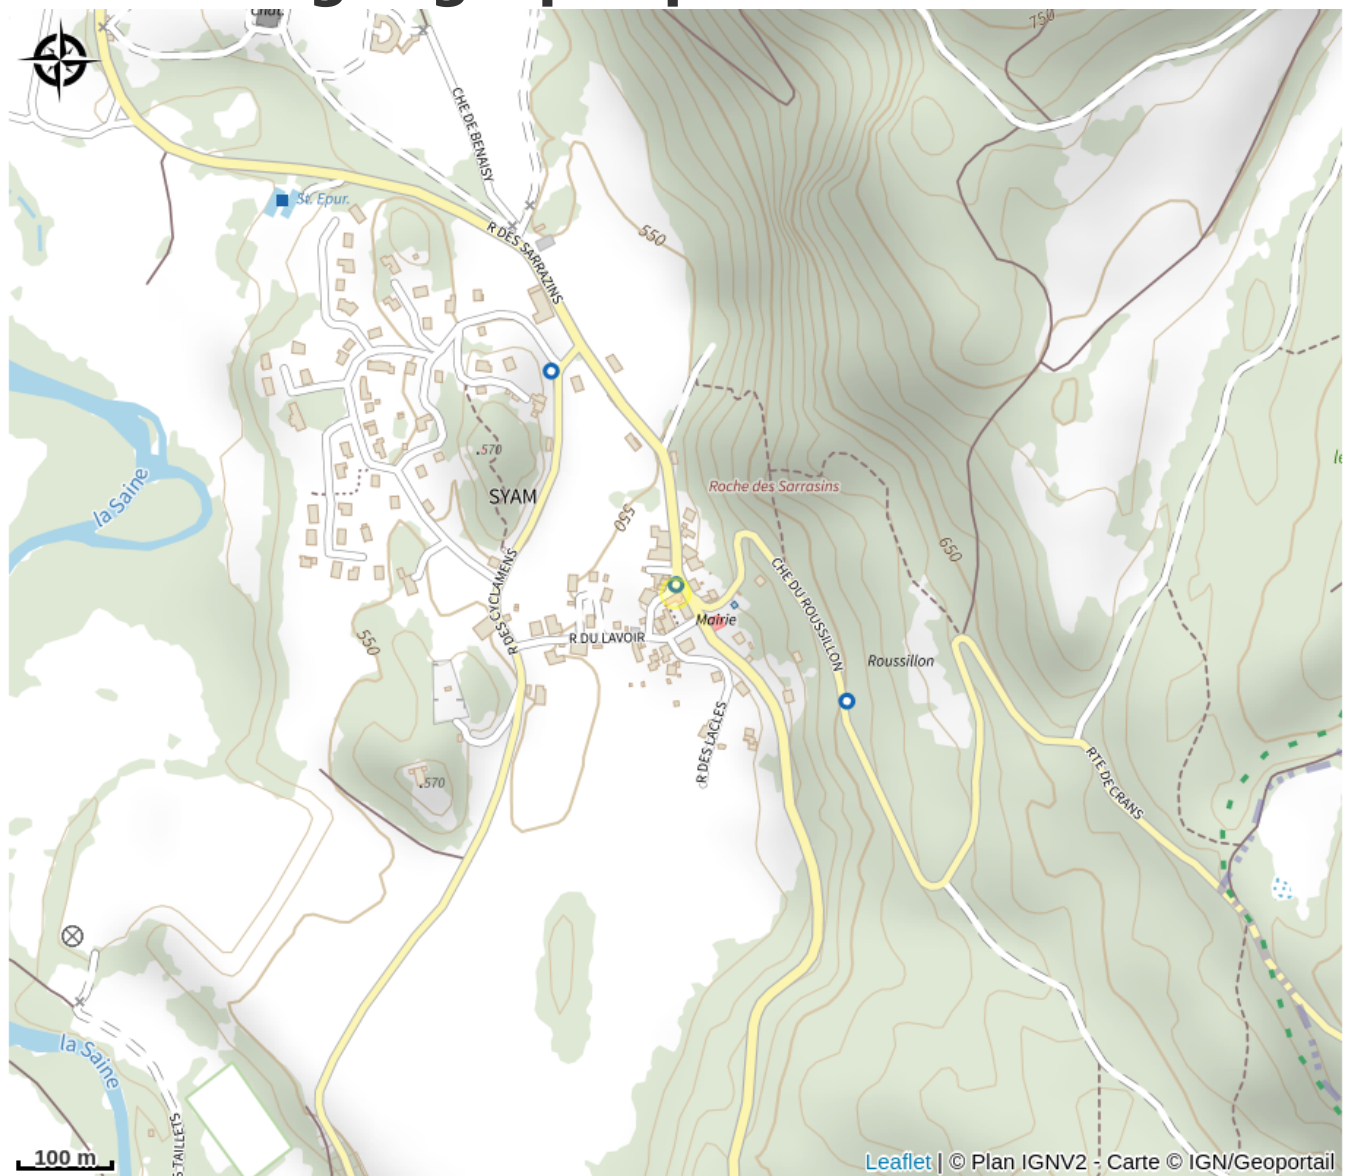 Chât.
750
CHE DE BENAISY
St. Epur.
R DES SARRAZINS
550
570
la Saine
SYAM
Roche des Sarrasins
550
650
R DES CYCLAMENS
CHE DU ROUSSILLON
550
R DU LAVOIR
Mairie
Roussillon
R DES LACLES
570
RTE DE CRANS
la Saine
S TAILLETS
100 m
Leaflet | © Plan IGNV2 - Carte © IGN/Geoportail